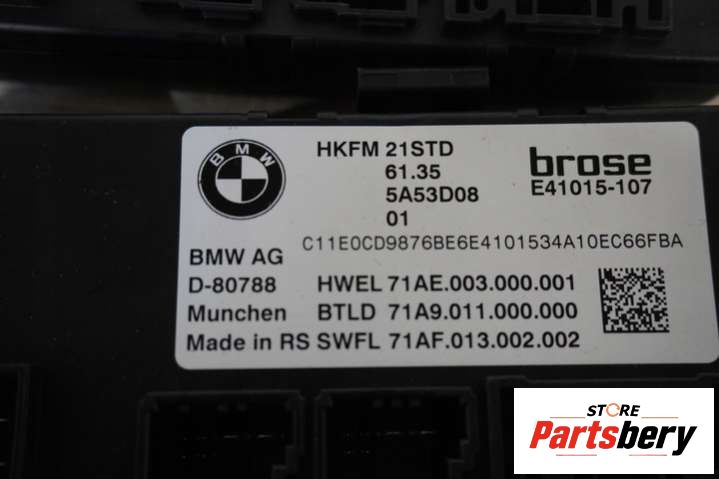 BMW
HKFM 21STD
61.35
5A53D08
01
brose
E41015-107
C11E0CD9876BE6E4101534A10EC66FBA
BMW AG
D-80788
Munchen
Made in RS
HWEL 71AE.003.000.001
BTLD 71A9.011.000.000
SWFL 71AF.013.002.002
STORE
Partsbery